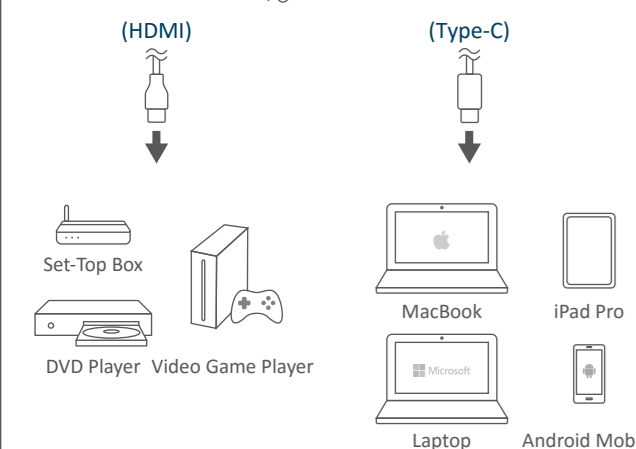 (HDMI)
(Type-C)
Set-Top Box
DVD Player
Video Game Player
MacBook
iPad Pro
Microsoft
Laptop
Android Mob